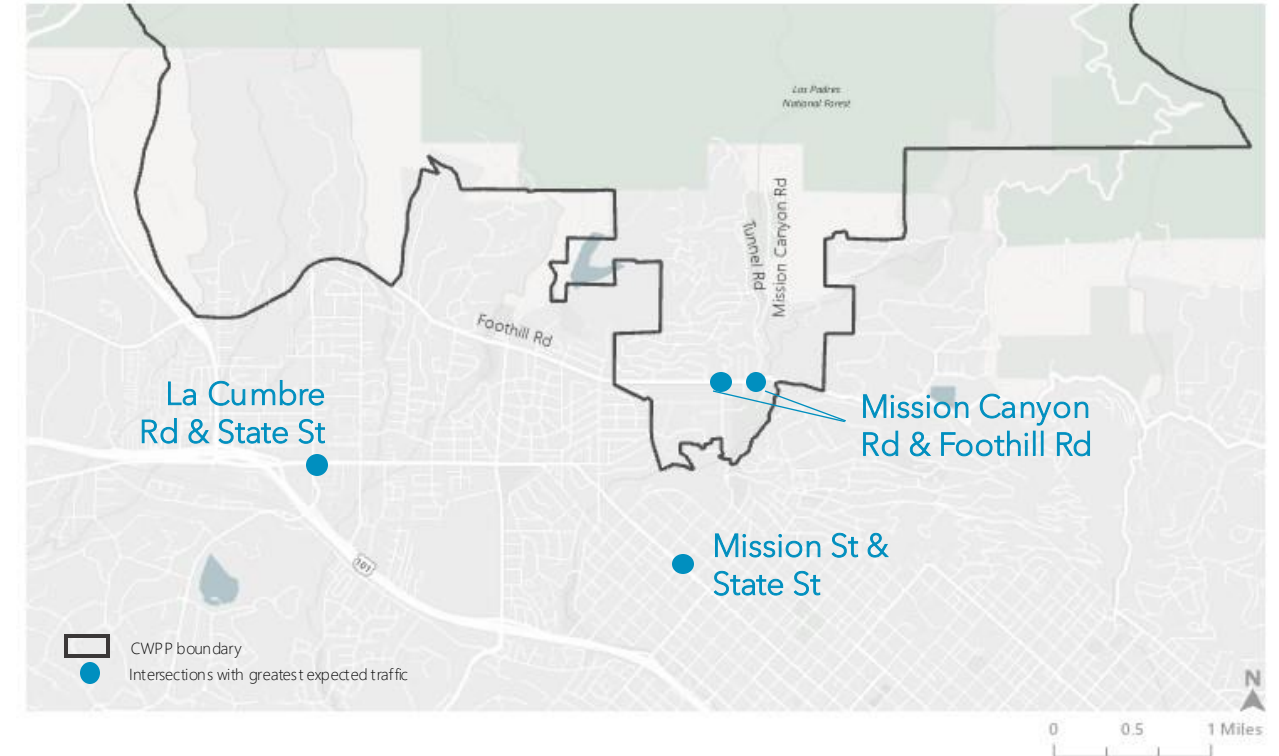 Los Padres
National Forest
Mission Canyon Rd
Tunnel Rd
Foothill Rd
La Cumbre
Rd & State St
Mission Canyon
Rd & Foothill Rd
Mission St &
State St
101
CWPP boundary
Intersections with greatest expected traffic
N
0 0.5 1 Miles